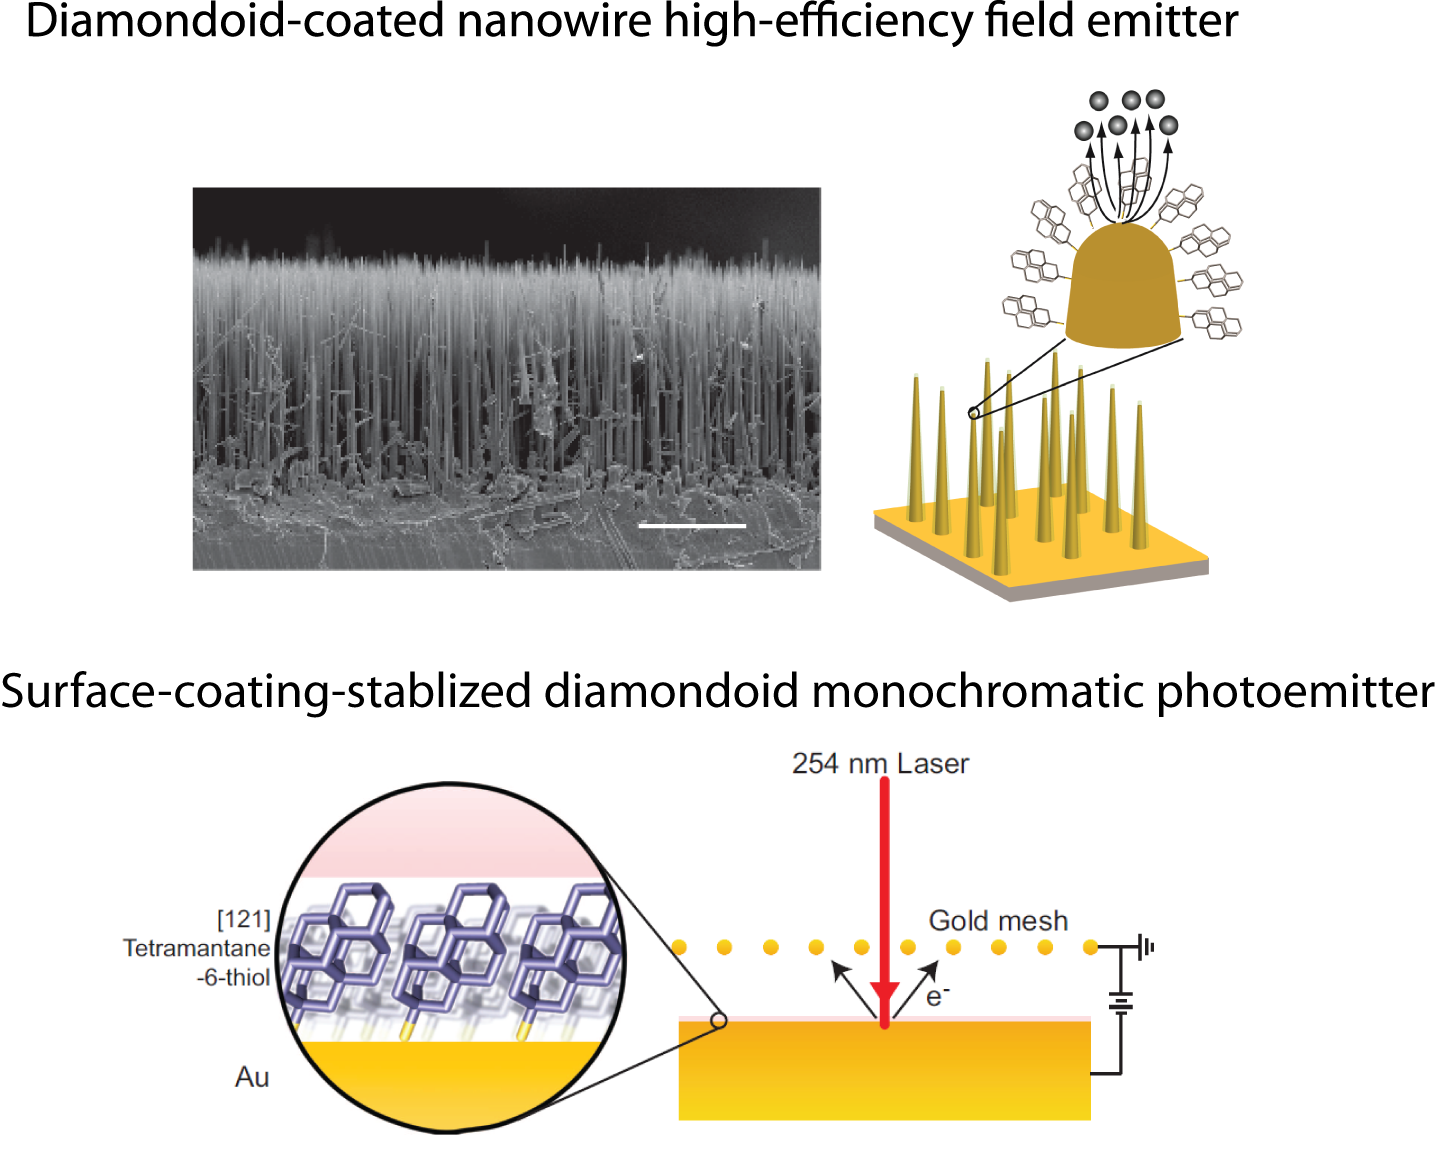 Diamondoid-coated nanowire high-efficiency field emitter
Surface-coating-stablized diamondoid monochromatic photoemitter
254 nm Laser
[121]
Tetramantane
-6-thiol
Au
Gold mesh
e-